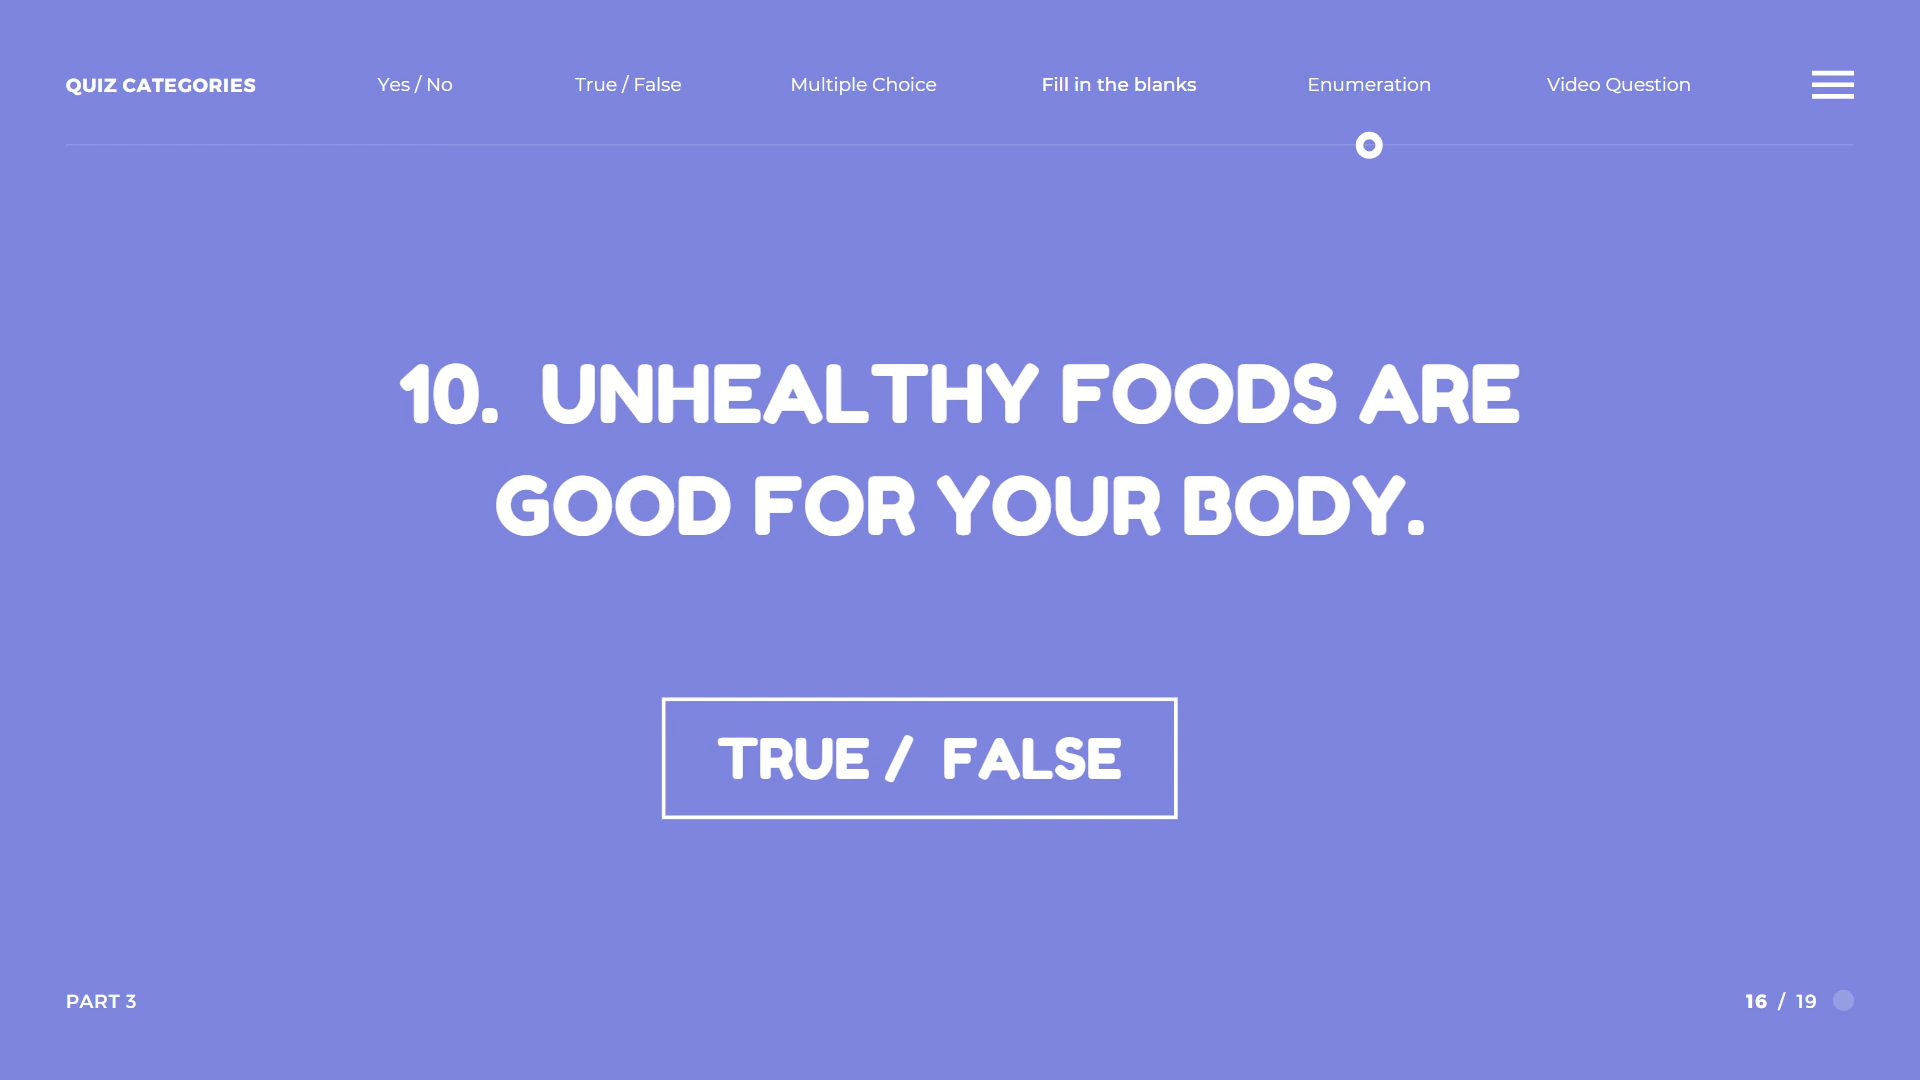 QUIZ CATEGORIES Yes / No True / False Multiple Choice Fill in the blanks Enumeration Video Question
10. UNHEALTHY FOODS ARE
GOOD FOR YOUR BODY.
TRUE / FALSE
PART 3 16 / 19